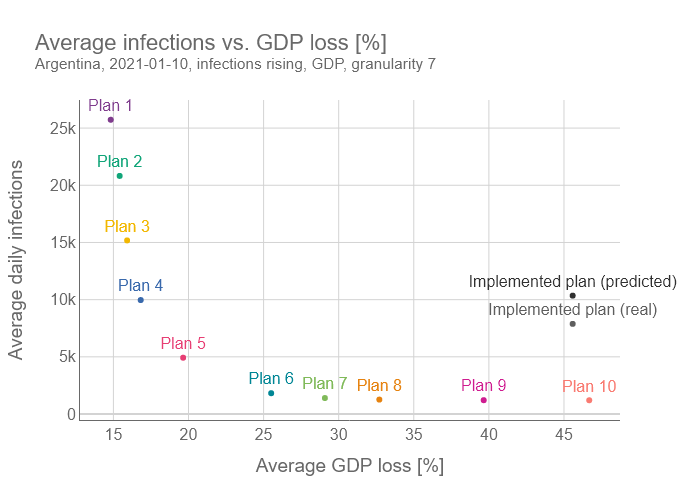 Average infections vs. GDP loss [%]
Argentina, 2021-01-10, infections rising, GDP, granularity 7
Plan 1
25k
Plan 2
20k
Plan 3
15k
Implemented plan (predicted)
Plan 4
10k
Implemented plan (real)
Plan 5
5k
Plan 6
Plan 7
Plan 8
Plan 9
Plan 10
0
15
20
25
30
35
40
45
Average GDP loss [%]
Average daily infections